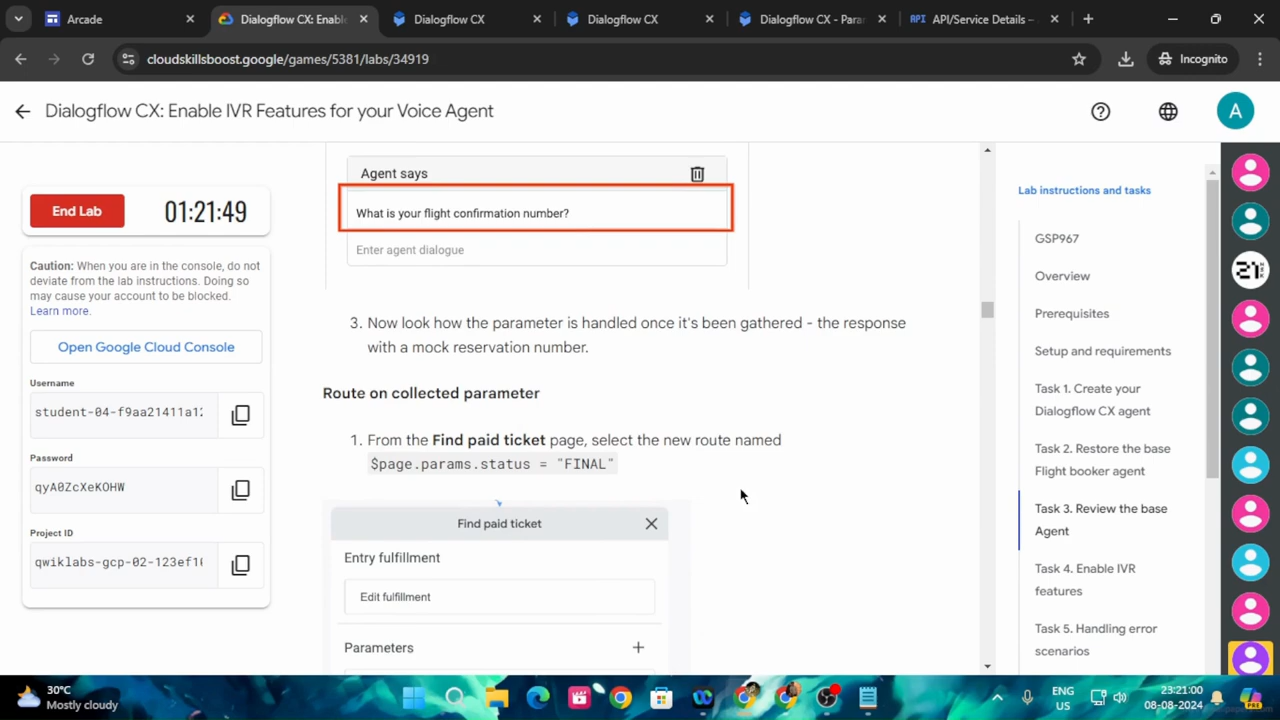 Arcade
Dialogflow CX: Enabl
Dialogflow CX
Dialogflow CX
Dialogflow CX - Para
API API/Service Details –
cloudskillsboost.google/games/5381/labs/34919
Incognito
Dialogflow CX: Enable IVR Features for your Voice Agent
A
End Lab
01:21:49
Caution: When you are in the console, do not
deviate from the lab instructions. Doing so
may cause your account to be blocked.
Learn more.
Open Google Cloud Console
Username
student-04-f9aa21411a12
Password
qyA0ZcXeKOHW
Project ID
qwiklabs-gcp-02-123ef1
Agent says
What is your flight confirmation number?
Enter agent dialogue
3. Now look how the parameter is handled once it's been gathered - the response
with a mock reservation number.
Route on collected parameter
1. From the Find paid ticket page, select the new route named
$page.params.status = "FINAL"
Find paid ticket
Entry fulfillment
Edit fulfillment
Parameters
Lab instructions and tasks
GSP967
Overview
Prerequisites
Setup and requirements
Task 1. Create your
Dialogflow CX agent
Task 2. Restore the base
Flight booker agent
Task 3. Review the base
Agent
Task 4. Enable IVR
features
Task 5. Handling error
scenarios
21
30°C
Mostly cloudy
ENG
US
23:21:00
08-08-2024
PRE